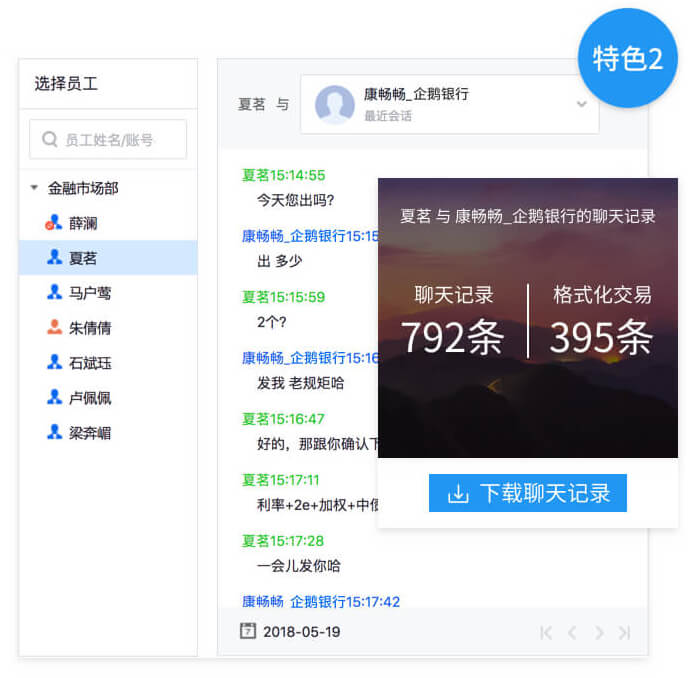 特色2
选择员工
员工姓名/账号
金融市场部
薛澜
夏茗
马户莺
朱倩倩
石斌珏
卢佩佩
梁奔嵋
夏茗 与
康畅畅_企鹅银行
最近会话
夏茗15:14:55
今天您出吗?
康畅畅_企鹅银行15:15
出 多少
夏茗15:15:59
2个?
康畅畅_企鹅银行15:16
发我 老规矩哈
夏茗15:16:47
好的，那跟你确认下
夏茗15:17:11
利率+2e+加权+中债
夏茗15:17:28
一会儿发你哈
康畅畅_企鹅银行15:17:42
7
2018-05-19
夏茗 与 康畅畅_企鹅银行的聊天记录
聊天记录
792条
格式化交易
395条
下载聊天记录